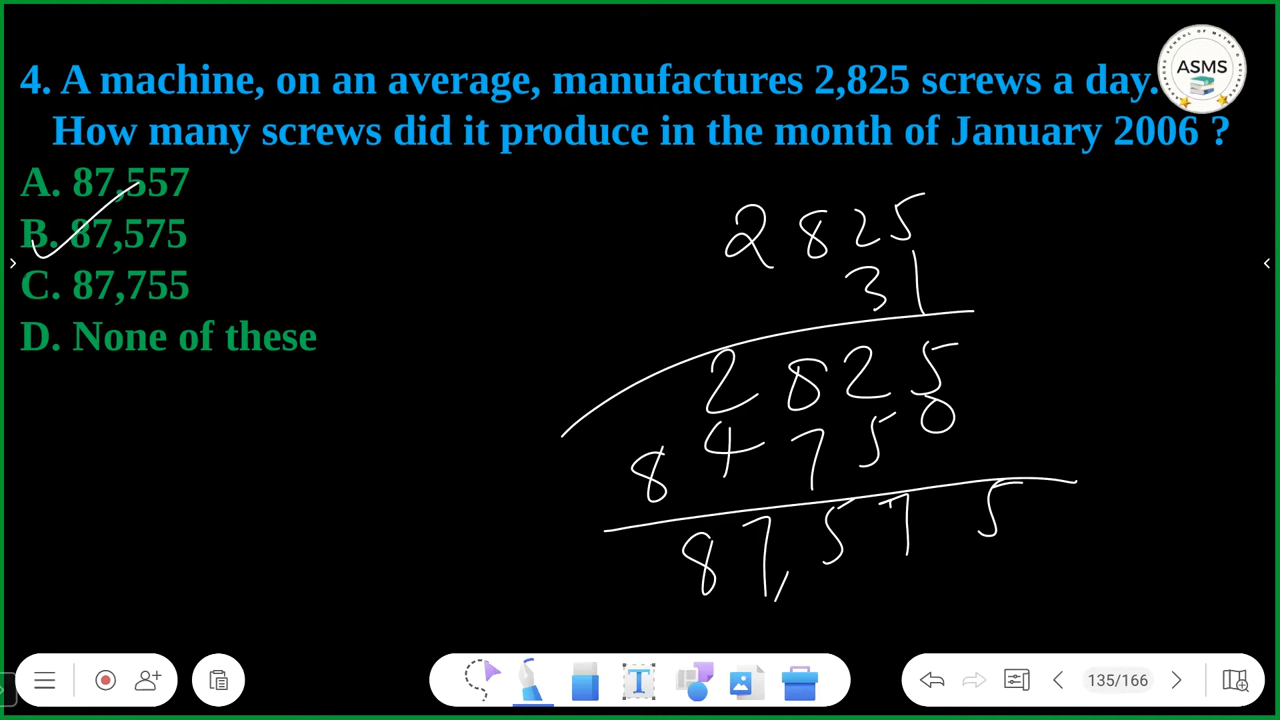 4. A machine, on an average, manufactures 2,825 screws a day.
How many screws did it produce in the month of January 2006 ?
A. 87,557
B. 87,575
C. 87,755
D. None of these
ASMS
2825
31
2825
84750
87,575
T
135/166